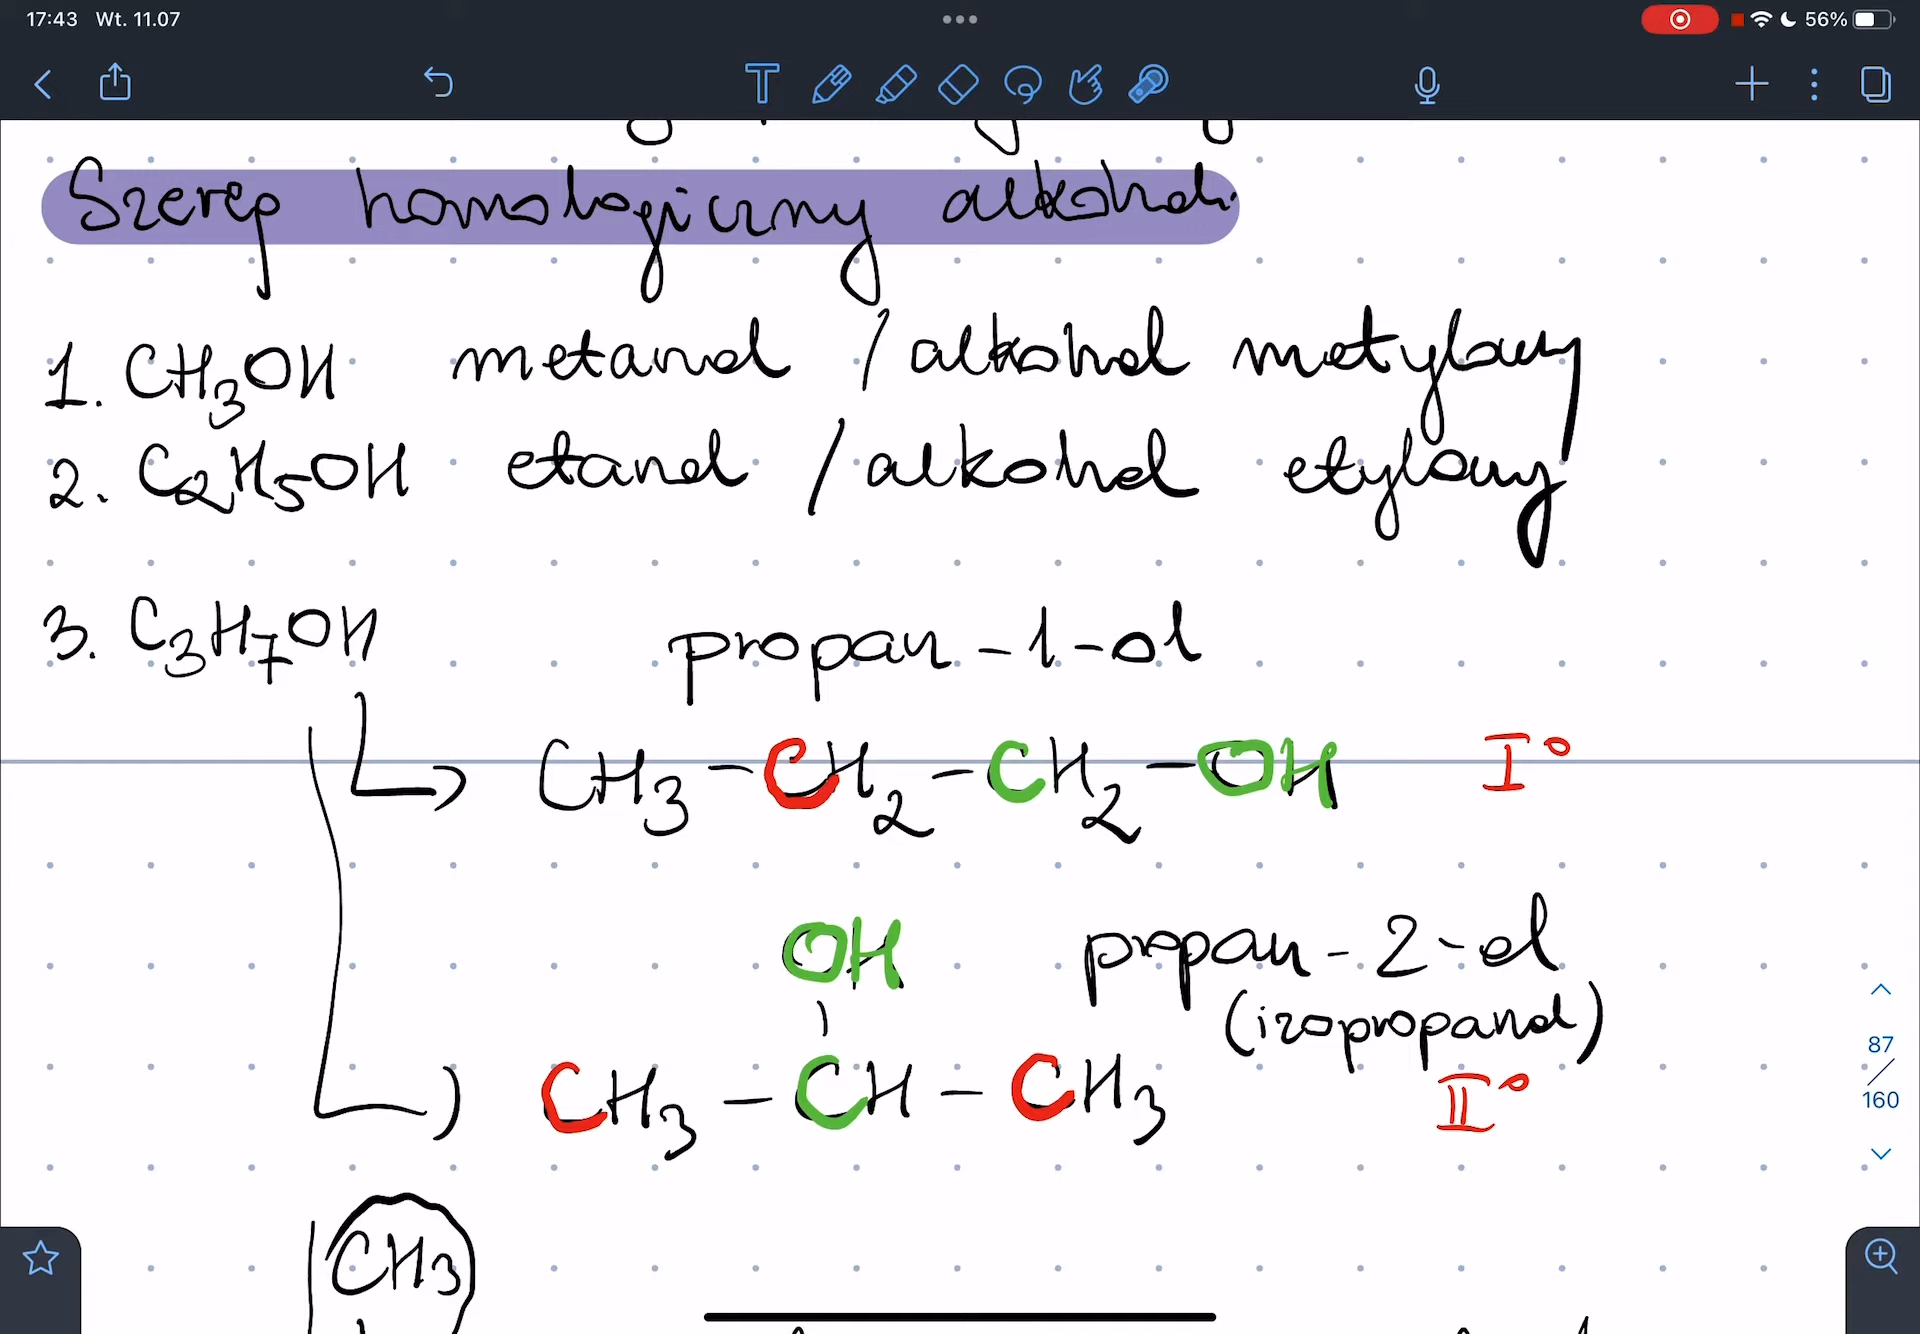 17:43 Wt. 11.07 56%
Szereg homologiczny alkoholi
1. CH3OH metanol / alkohol metylowy
2. C2H5OH etanol / alkohol etylowy
3. C3H7OH propan-1-ol
CH3-CH2-CH2-OH I°
OH propan-2-ol
(izopropanol)
CH3-CH-CH3 II°
87
/
160
CH3